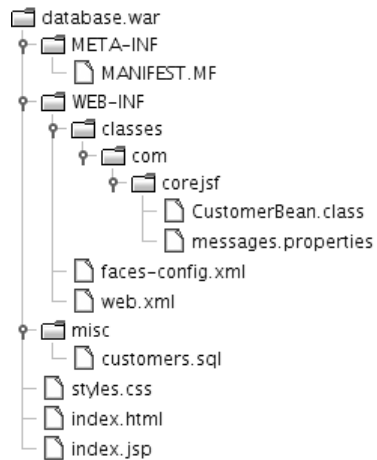 database.war
META-INF
MANIFEST.MF
WEB-INF
classes
com
corejsf
CustomerBean.class
messages.properties
faces-config.xml
web.xml
misc
customers.sql
styles.css
index.html
index.jsp